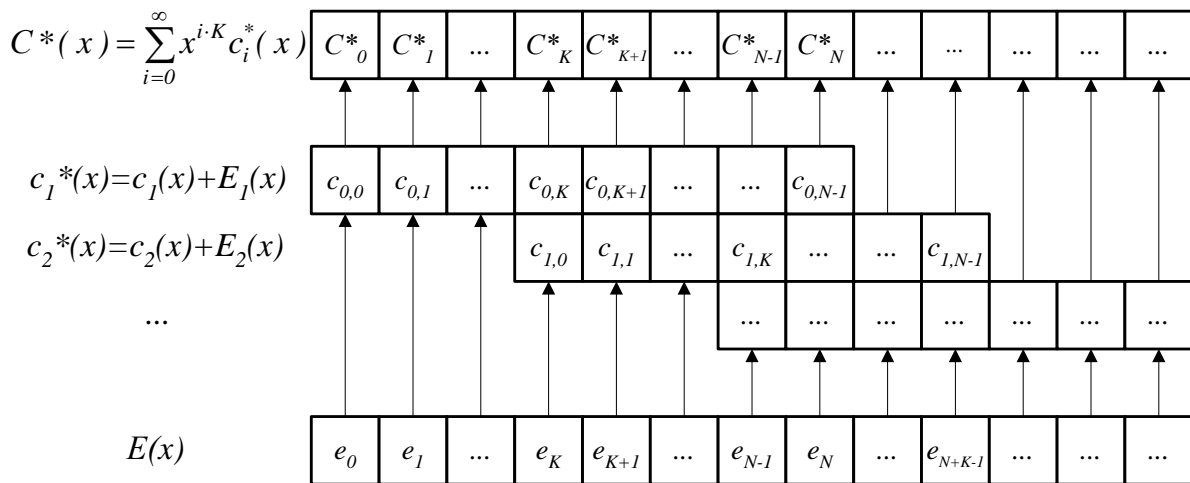 C*(x)=∑_{i=0}^{∞} x^{i·K} c_i^*(x) C*_0 C*_1 ... C*_K C*_{K+1} ... C*_{N-1} C*_N ... ... ... ... ...
c_1*(x)=c_1(x)+E_1(x) c_{0,0} c_{0,1} ... c_{0,K} c_{0,K+1} ... ... c_{0,N-1}
c_2*(x)=c_2(x)+E_2(x) c_{1,0} c_{1,1} ... c_{1,K} ... ... c_{1,N-1}
... ... ... ... ... ... ... ...
E(x) e_0 e_1 ... e_K e_{K+1} ... e_{N-1} e_N ... e_{N+K-1} ... ... ...